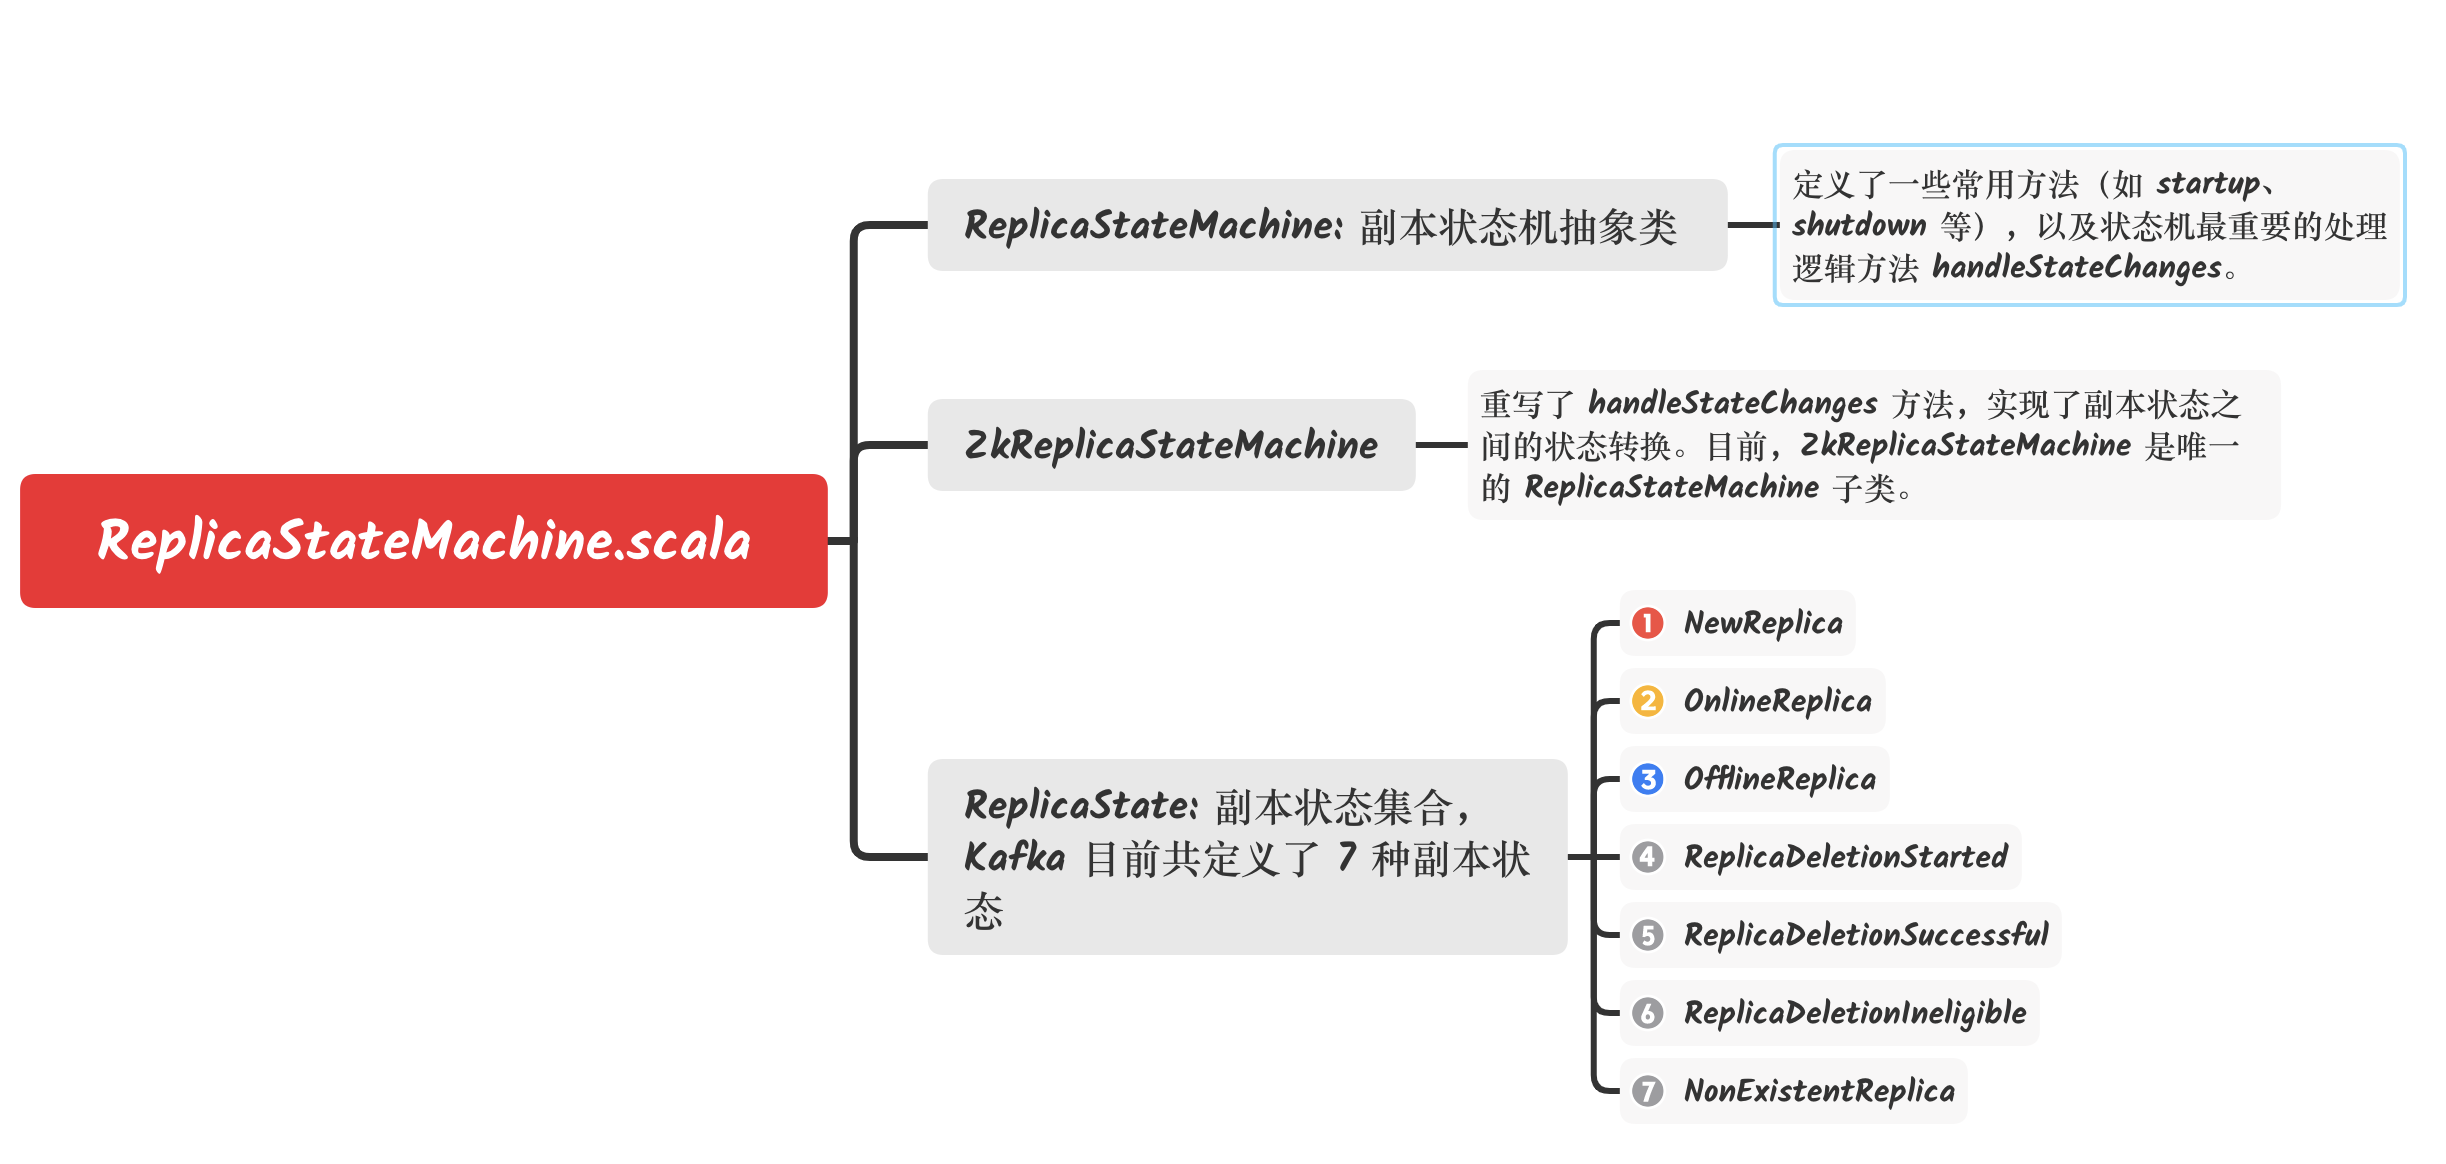 ReplicaStateMachine.scala
ReplicaStateMachine: 副本状态机抽象类
定义了一些常用方法（如 startup、
shutdown 等），以及状态机最重要的处理
逻辑方法 handleStateChanges。
ZkReplicaStateMachine
重写了 handleStateChanges 方法，实现了副本状态之
间的状态转换。目前，ZkReplicaStateMachine 是唯一
的 ReplicaStateMachine 子类。
ReplicaState: 副本状态集合，
Kafka 目前共定义了 7 种副本状
态
1 NewReplica
2 OnlineReplica
3 OfflineReplica
4 ReplicaDeletionStarted
5 ReplicaDeletionSuccessful
6 ReplicaDeletionIneligible
7 NonExistentReplica